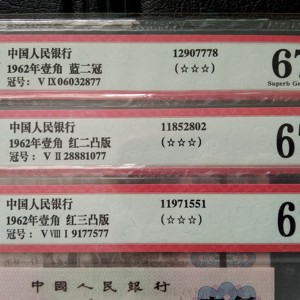 中国人民银行 12907778
1962年壹角 蓝二冠 (☆☆☆) 67
冠号: V IX 06032877 Superb Ge
中国人民银行 11852802
1962年壹角 红二凸版 (☆☆☆) 6
冠号: V II 28881077
中国人民银行 11971551
1962年壹角 红三凸版 (☆☆☆) 6
冠号: V VIII I 9177577
中国人民银行